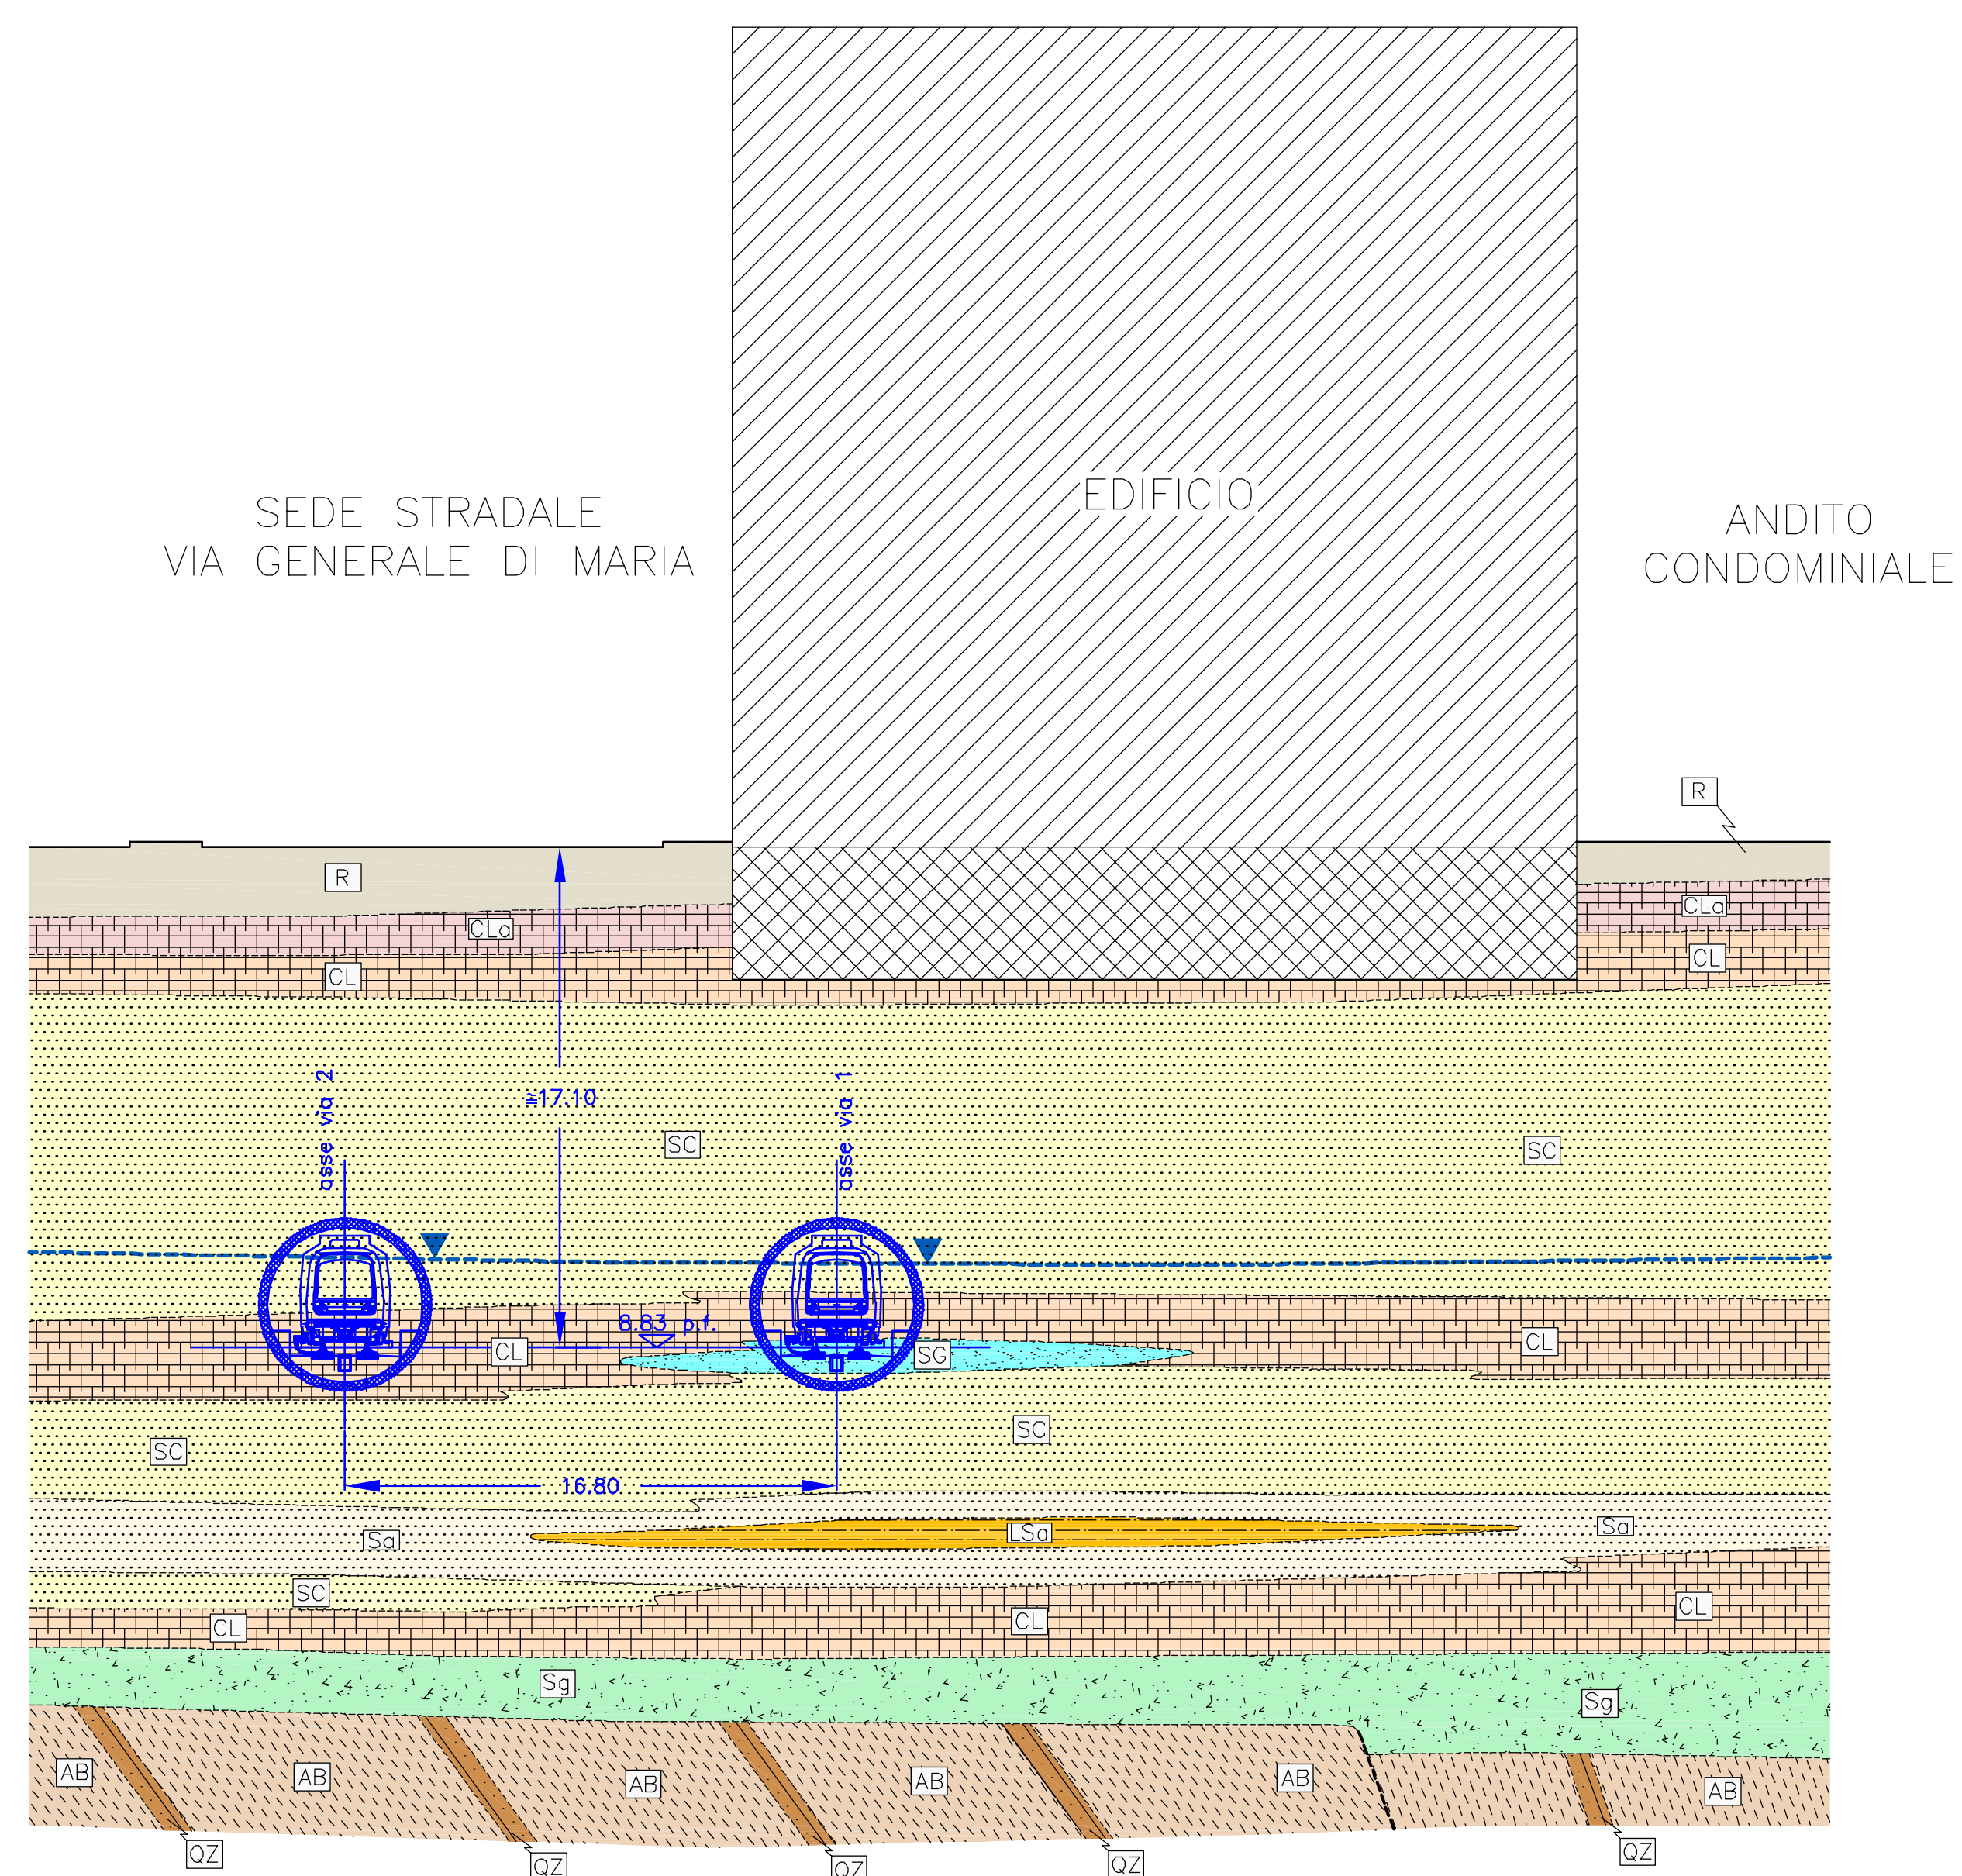 EDIFICIO
SEDE STRADALE
VIA GENERALE DI MARIA
ANDITO
CONDOMINIALE
R
R
CLa
CLa
CL
CL
asse via 2
≅17.10
asse via 1
SC
SC
8.83 p.f.
CL
SG
CL
SC
SC
16.80
Sa
LSa
Sa
SC
CL
CL
CL
Sg
Sg
AB
AB
AB
AB
AB
AB
QZ
QZ
QZ
QZ
QZ